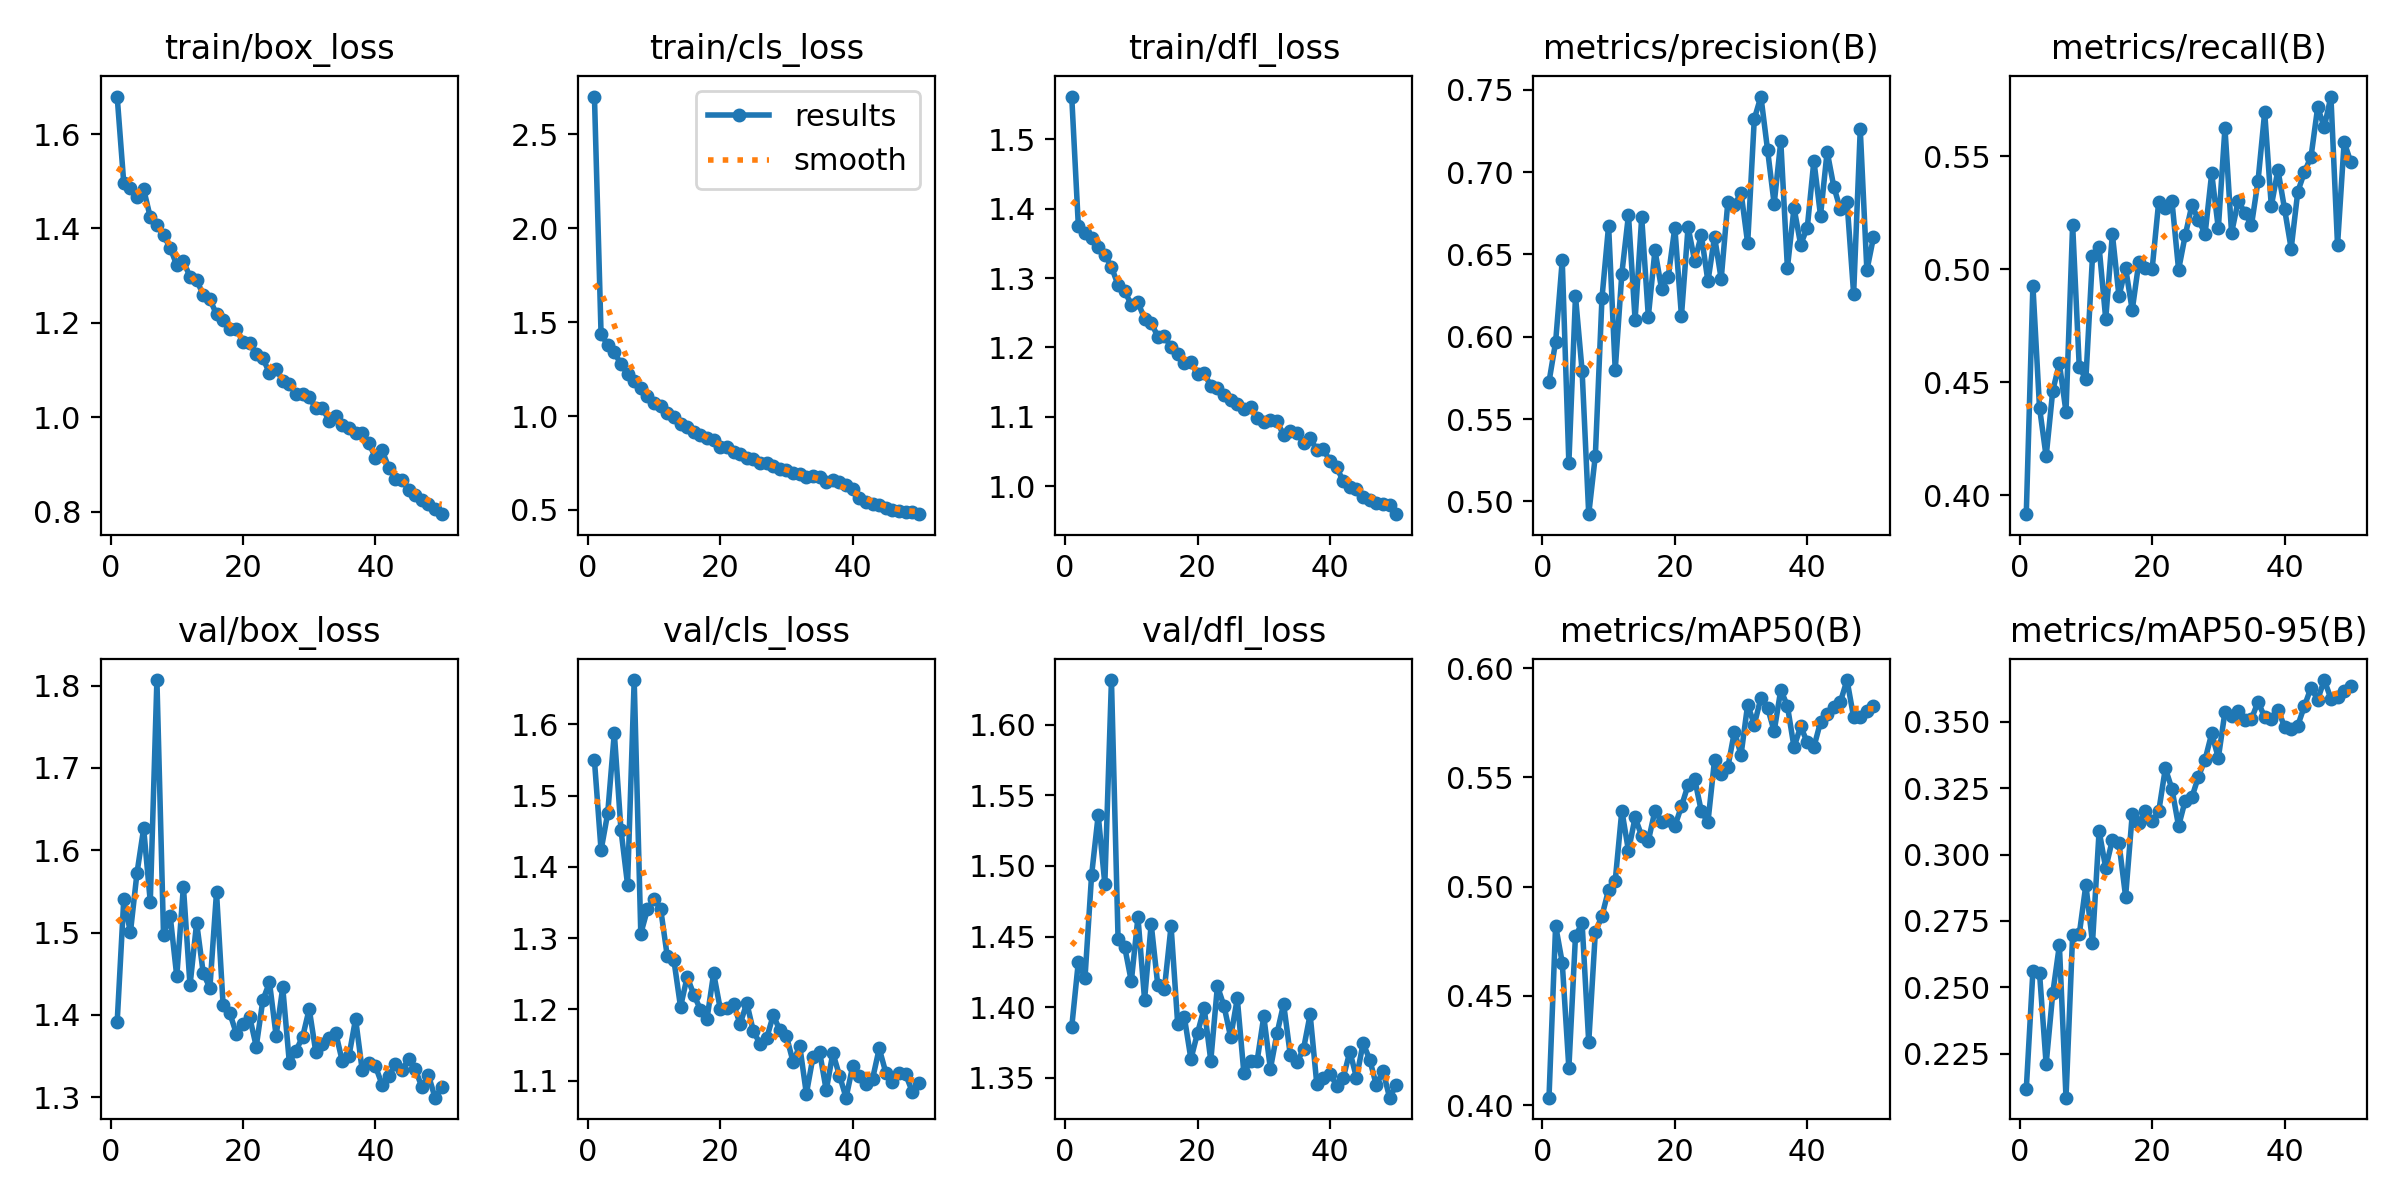 train/box_loss
1.6
1.4
1.2
1.0
0.8
0 20 40
train/cls_loss
results
smooth
2.5
2.0
1.5
1.0
0.5
0 20 40
train/dfl_loss
1.5
1.4
1.3
1.2
1.1
1.0
0 20 40
metrics/precision(B)
0.75
0.70
0.65
0.60
0.55
0.50
0 20 40
metrics/recall(B)
0.55
0.50
0.45
0.40
0 20 40
val/box_loss
1.8
1.7
1.6
1.5
1.4
1.3
0 20 40
val/cls_loss
1.6
1.5
1.4
1.3
1.2
1.1
0 20 40
val/dfl_loss
1.60
1.55
1.50
1.45
1.40
1.35
0 20 40
metrics/mAP50(B)
0.60
0.55
0.50
0.45
0.40
0 20 40
metrics/mAP50-95(B)
0.350
0.325
0.300
0.275
0.250
0.225
0 20 40